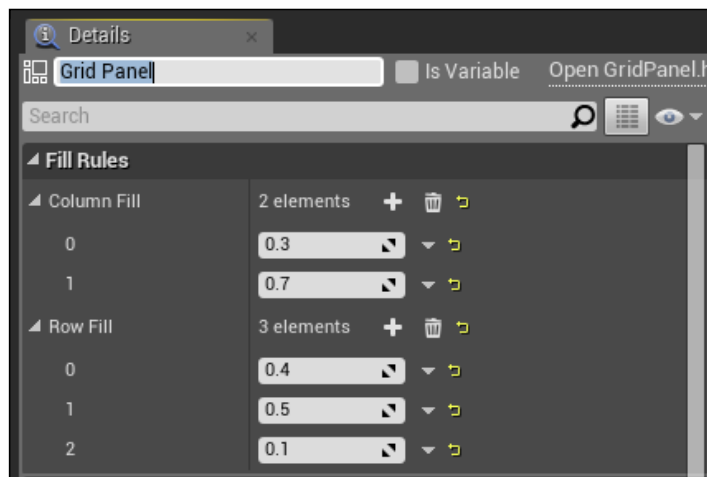 Details
Grid Panel Is Variable Open GridPanel.h
Search
Fill Rules
Column Fill 2 elements
0 0.3
1 0.7
Row Fill 3 elements
0 0.4
1 0.5
2 0.1